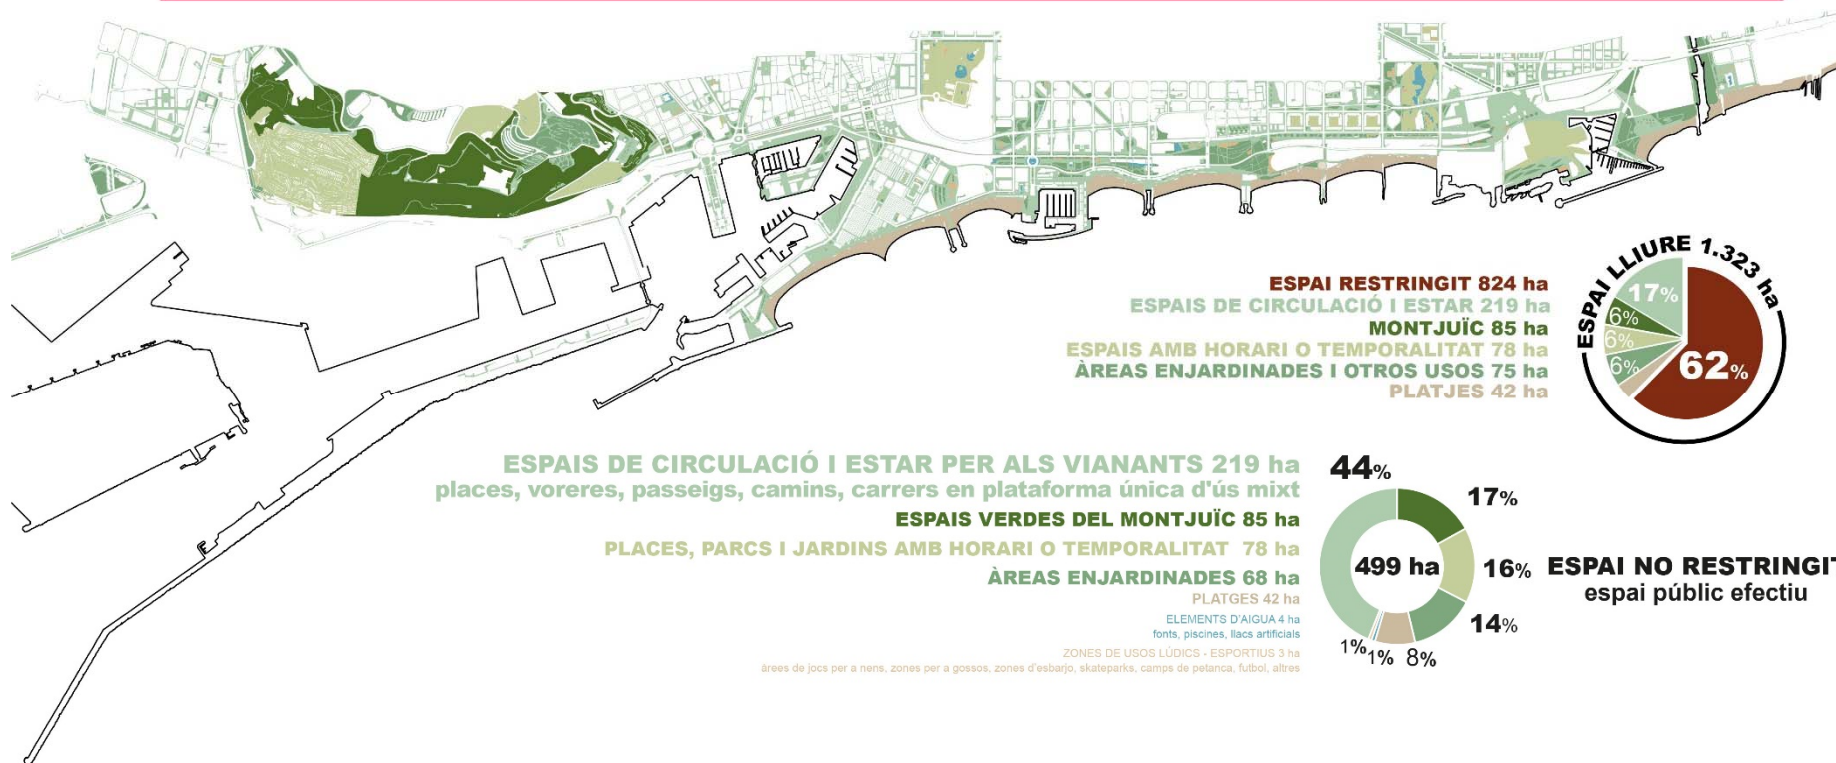 ESPAI LLIURE 1.323 ha
ESPAI RESTRINGIT 824 ha
ESPAIS DE CIRCULACIÓ I ESTAR 219 ha
MONTJUÏC 85 ha
ESPAIS AMB HORARI O TEMPORALITAT 78 ha
ÀREAS ENJARDINADES I OTROS USOS 75 ha
PLATJES 42 ha
17%
6%
6%
6%
62%
ESPAIS DE CIRCULACIÓ I ESTAR PER ALS VIANANTS 219 ha
places, voreres, passeigs, camins, carrers en plataforma única d'ús mixt
ESPAIS VERDES DEL MONTJUÏC 85 ha
PLACES, PARCS I JARDINS AMB HORARI O TEMPORALITAT 78 ha
ÀREAS ENJARDINADES 68 ha
PLATGES 42 ha
ELEMENTS D'AIGUA 4 ha
fonts, piscines, llacs artificials
ZONES DE USOS LÚDICS - ESPORTIUS 3 ha
àrees de jocs per a nens, zones per a gossos, zones d'esbarjo, skateparks, camps de petanca, futbol, altres
44%
17%
499 ha
16%
14%
1%
1%
8%
ESPAI NO RESTRINGIT
espai públic efectiu